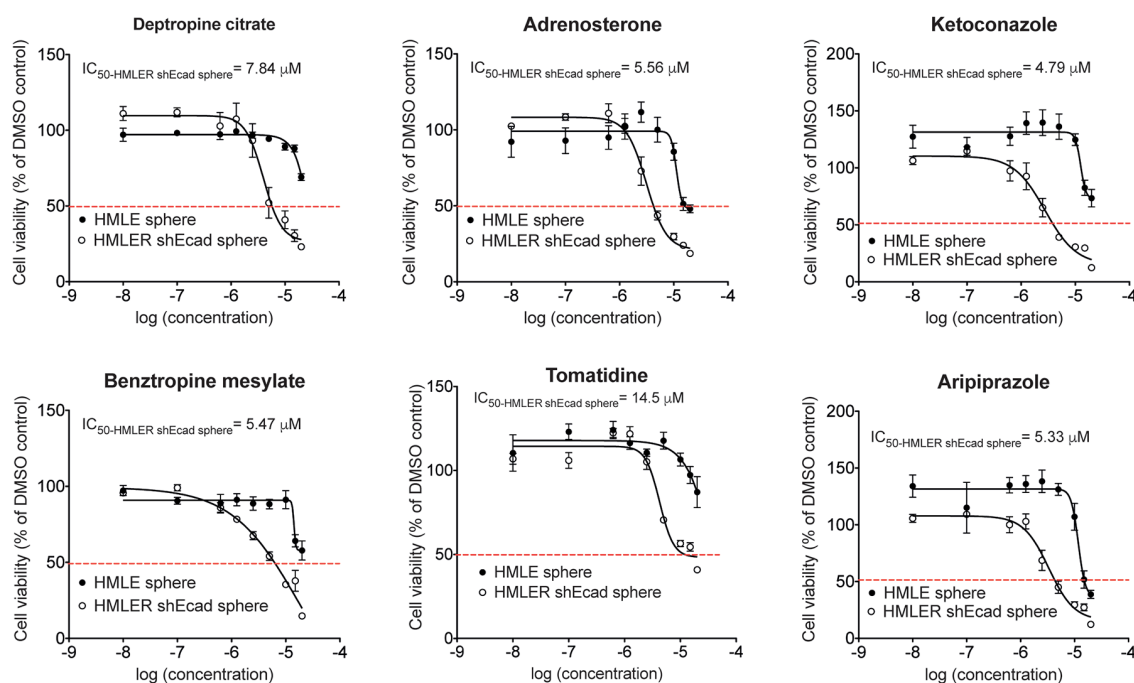 Deptropine citrate
Cell viability (% of DMSO control)
150
100
50
0
IC50-HMLER shEcad sphere= 7.84 μM
HMLE sphere
HMLER shEcad sphere
-9 -8 -7 -6 -5 -4
log (concentration)
Adrenosterone
Cell viability (% of DMSO control)
150
100
50
0
IC50-HMLER shEcad sphere= 5.56 μM
HMLE sphere
HMLER shEcad sphere
-9 -8 -7 -6 -5 -4
log (concentration)
Ketoconazole
Cell viability (% of DMSO control)
200
150
100
50
0
IC50-HMLER shEcad sphere= 4.79 μM
HMLE sphere
HMLER shEcad sphere
-9 -8 -7 -6 -5 -4
log (concentration)
Benztropine mesylate
Cell viability (% of DMSO control)
150
100
50
0
IC50-HMLER shEcad sphere= 5.47 μM
HMLE sphere
HMLER shEcad sphere
-9 -8 -7 -6 -5 -4
log (concentration)
Tomatidine
Cell viability (% of DMSO control)
150
100
50
0
IC50-HMLER shEcad sphere= 14.5 μM
HMLE sphere
HMLER shEcad sphere
-9 -8 -7 -6 -5 -4
log (concentration)
Aripiprazole
Cell viability (% of DMSO control)
200
150
100
50
0
IC50-HMLER shEcad sphere= 5.33 μM
HMLE sphere
HMLER shEcad sphere
-9 -8 -7 -6 -5 -4
log (concentration)